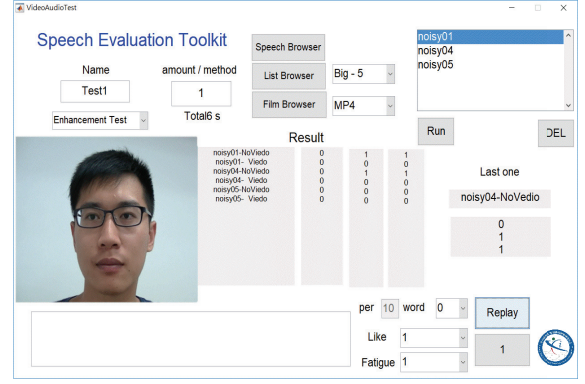 VideoAudioTest
Speech Evaluation Toolkit
Name
amount / method
Test1
1
Enhancement Test
Total6 s
Speech Browser
List Browser
Big - 5
Film Browser
MP4
noisy01
noisy04
noisy05
Run
DEL
Result
noisy01-NoViedo 0 1 1
noisy01- Viedo 0 0 0
noisy04-NoViedo 0 1 1
noisy04- Viedo 0 0 0
noisy05-NoViedo 0 0 0
noisy05- Viedo 0 0 0
Last one
noisy04-NoVedio
0
1
1
per 10 word 0
Replay
Like 1
Fatigue 1
1